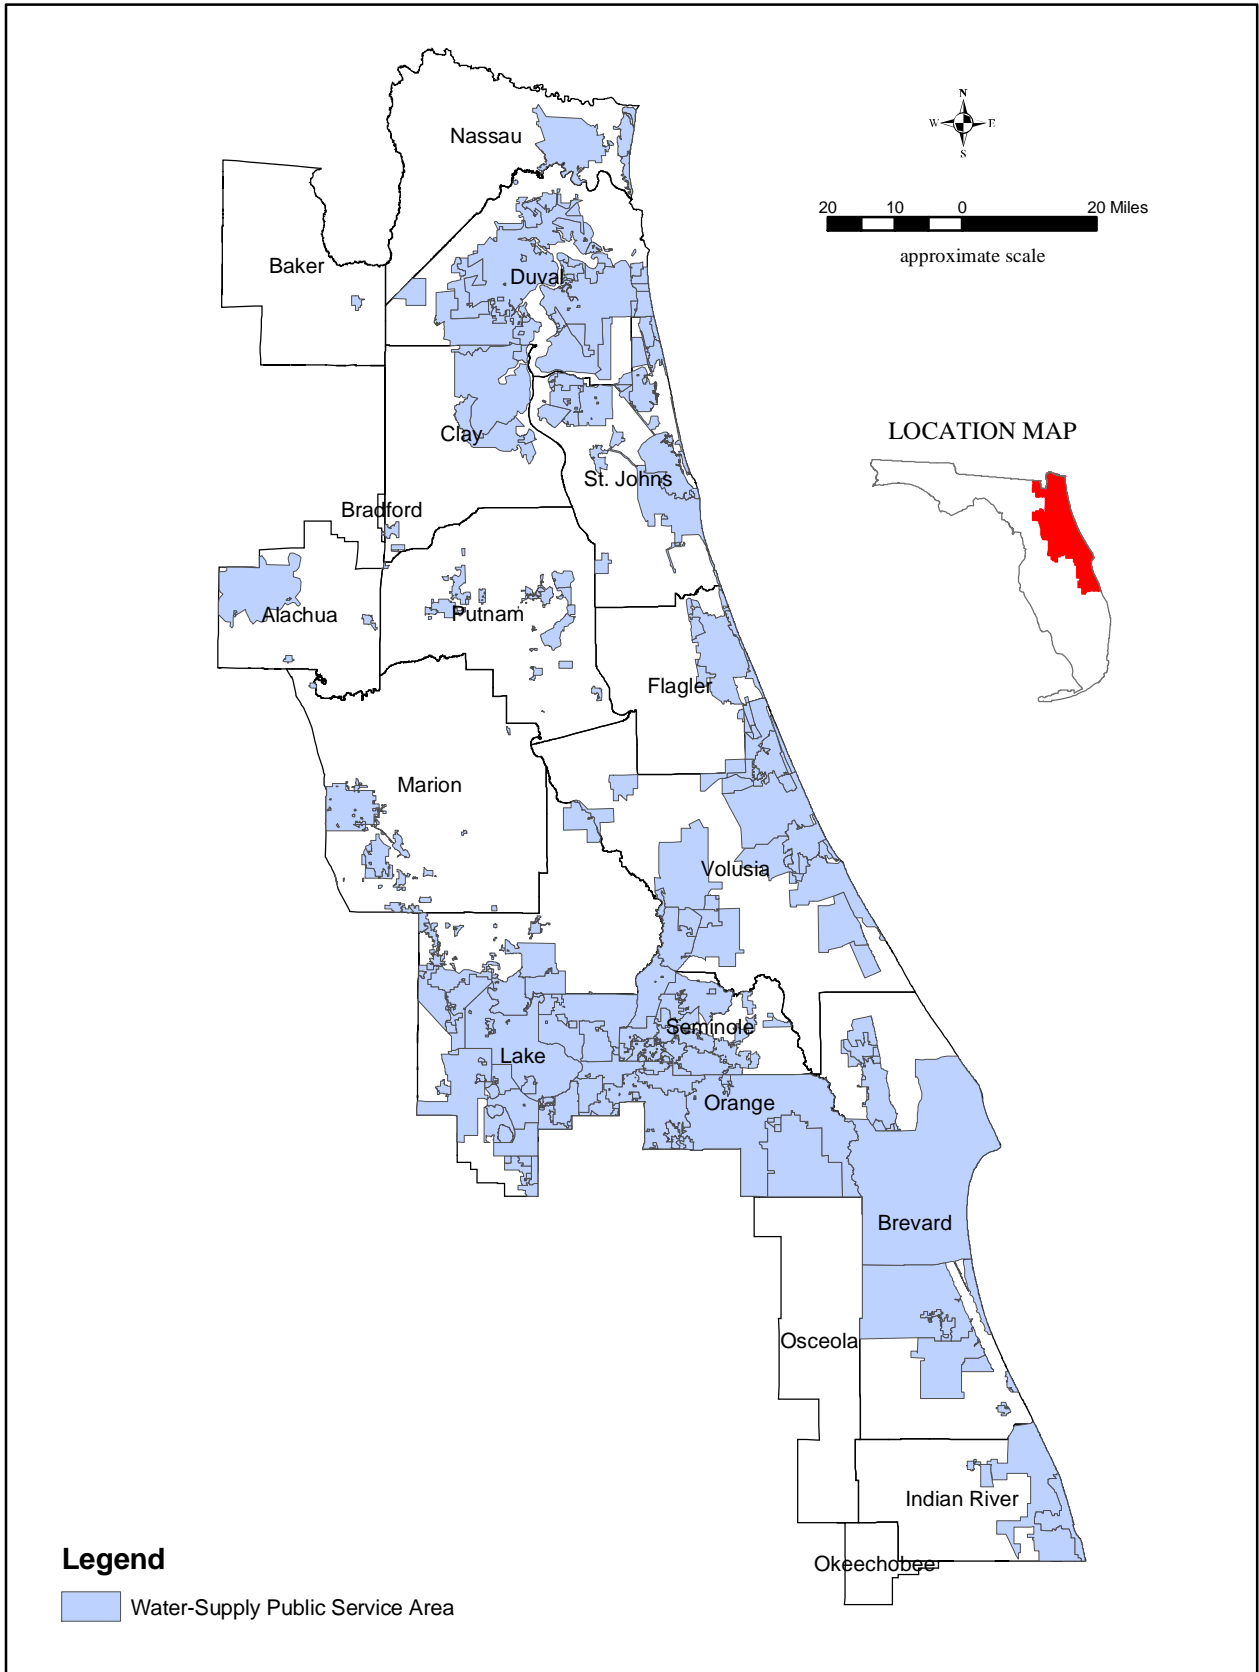 N
W E
S
20 10 0 20 Miles
approximate scale
Nassau
Baker
Duval
Clay
LOCATION MAP
St. Johns
Bradford
Alachua
Putnam
Flagler
Marion
Volusia
Seminole
Lake
Orange
Brevard
Osceola
Indian River
Okeechobee
Legend
Water-Supply Public Service Area